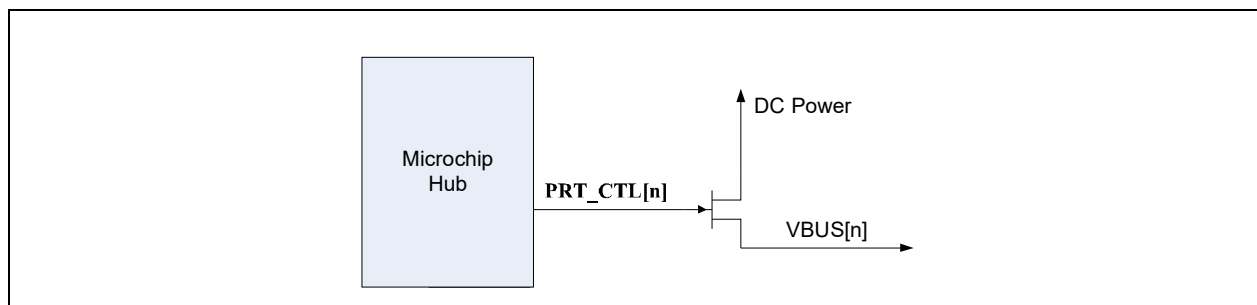 DC Power
Microchip
Hub
PRT_CTL[n]
VBUS[n]